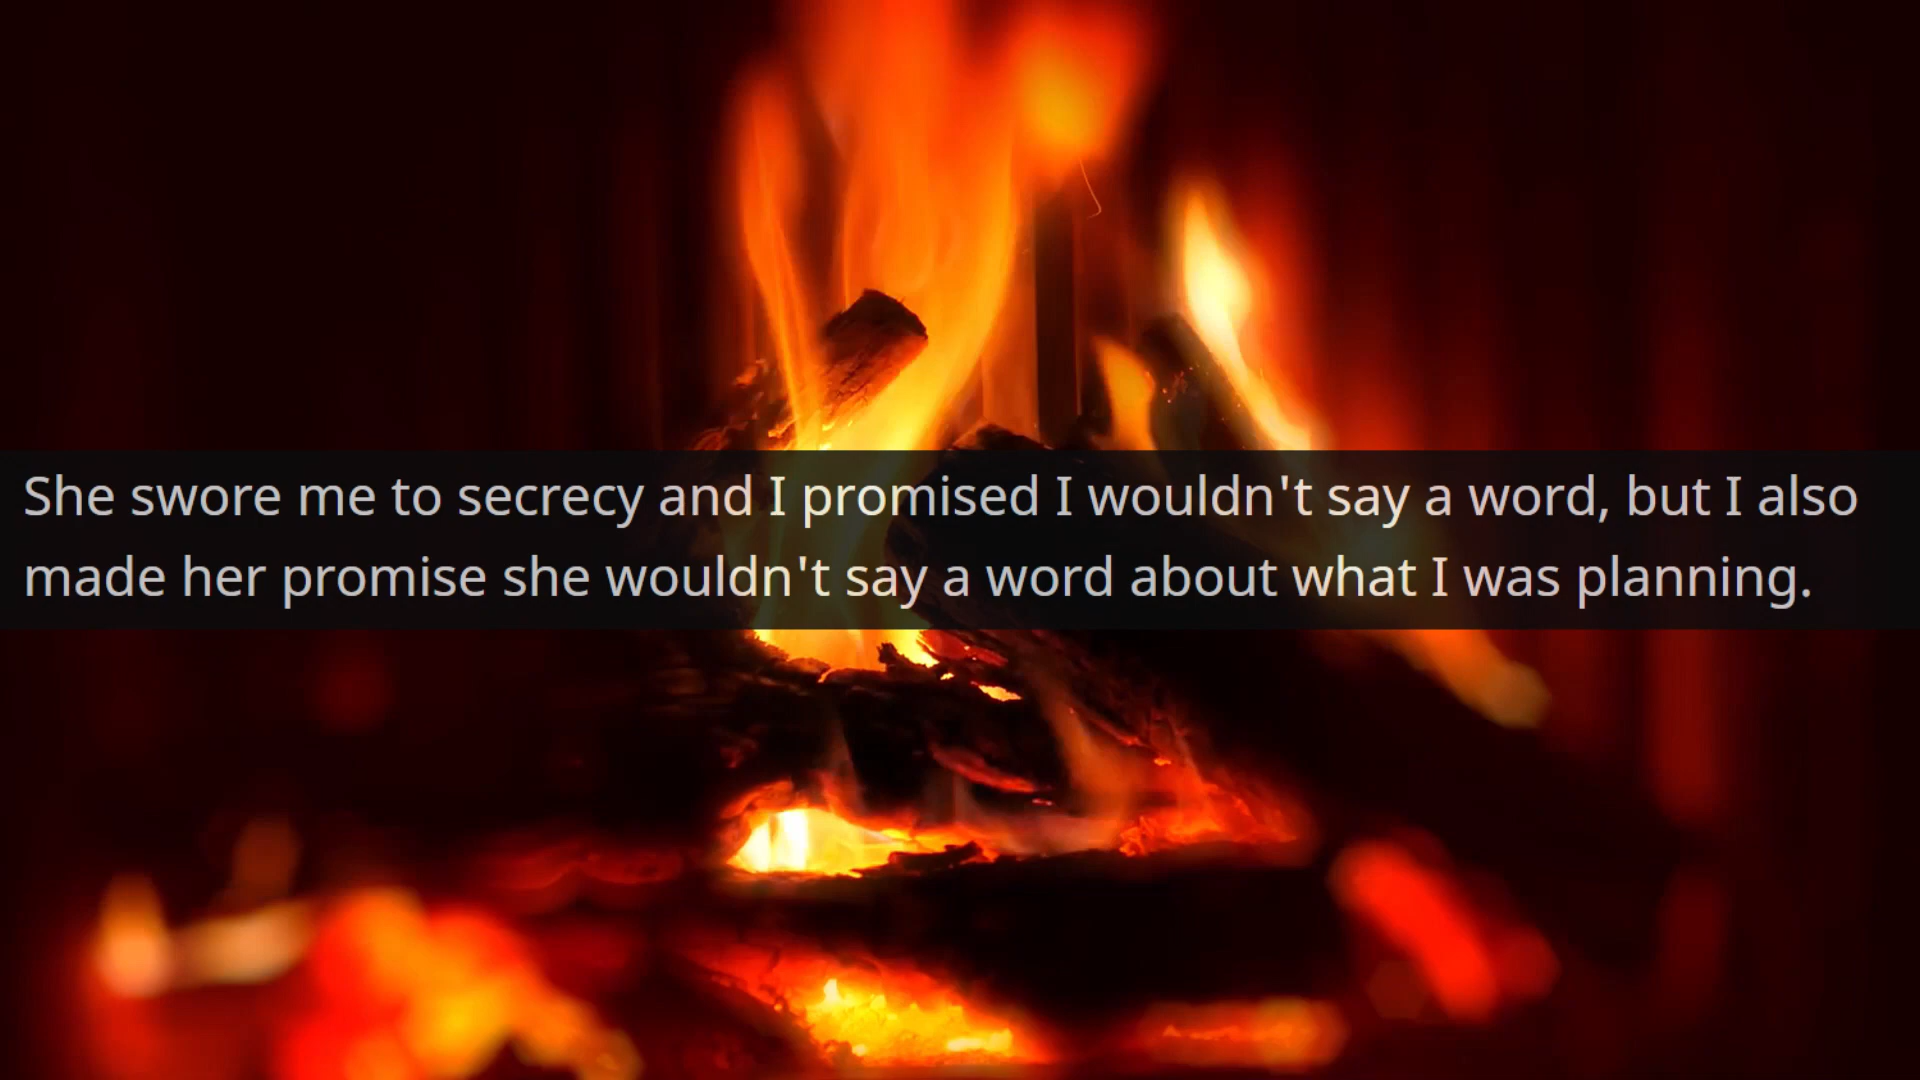 She swore me to secrecy and I promised I wouldn't say a word, but I also
made her promise she wouldn't say a word about what I was planning.